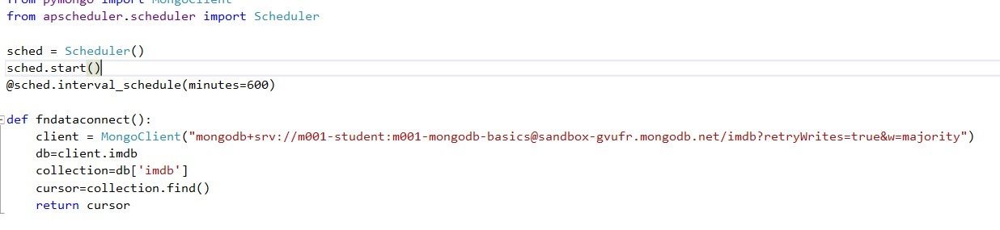 from pymongo import MongoClient
from apscheduler.scheduler import Scheduler
sched = Scheduler()
sched.start()
@sched.interval_schedule(minutes=600)
def fndataconnect():
    client = MongoClient("mongodb+srv://m001-student:m001-mongodb-basics@sandbox-gvufr.mongodb.net/imdb?retryWrites=true&w=majority")
    db=client.imdb
    collection=db['imdb']
    cursor=collection.find()
    return cursor